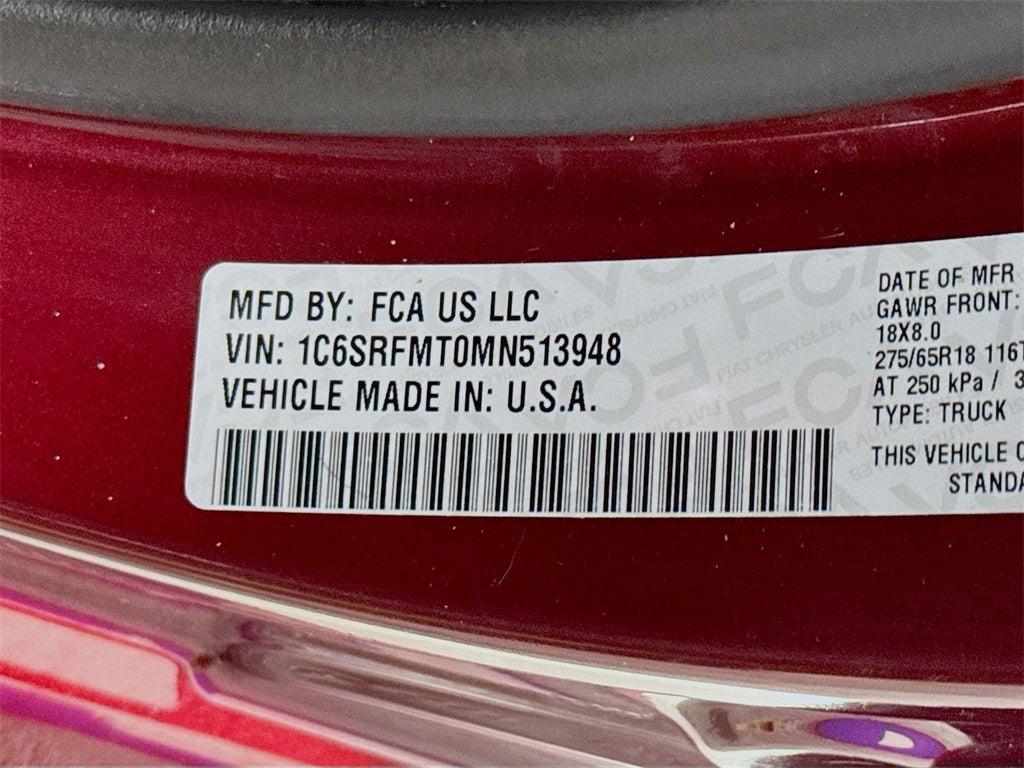 MFD BY: FCA US LLC
VIN: 1C6SRFMT0MN513948
VEHICLE MADE IN: U.S.A.
DATE OF MFR
GAWR FRONT:
18X8.0
275/65R18 116T
AT 250 kPa / 3
TYPE: TRUCK
THIS VEHICLE
STANDA